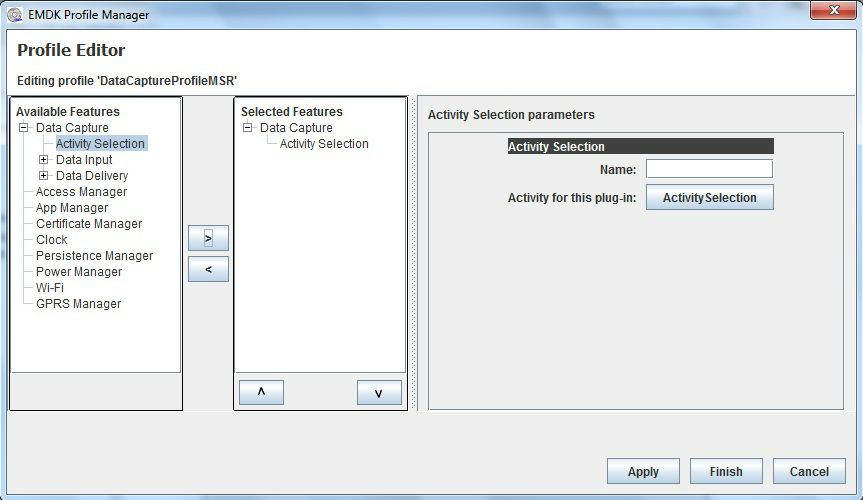 EMDK Profile Manager
Profile Editor
Editing profile 'DataCaptureProfileMSR'
Available Features
Data Capture
Activity Selection
Data Input
Data Delivery
Access Manager
App Manager
Certificate Manager
Clock
Persistence Manager
Power Manager
Wi-Fi
GPRS Manager
>
<
Selected Features
Data Capture
Activity Selection
^
v
Activity Selection parameters
Activity Selection
Name:
Activity for this plug-in: ActivitySelection
Apply Finish Cancel